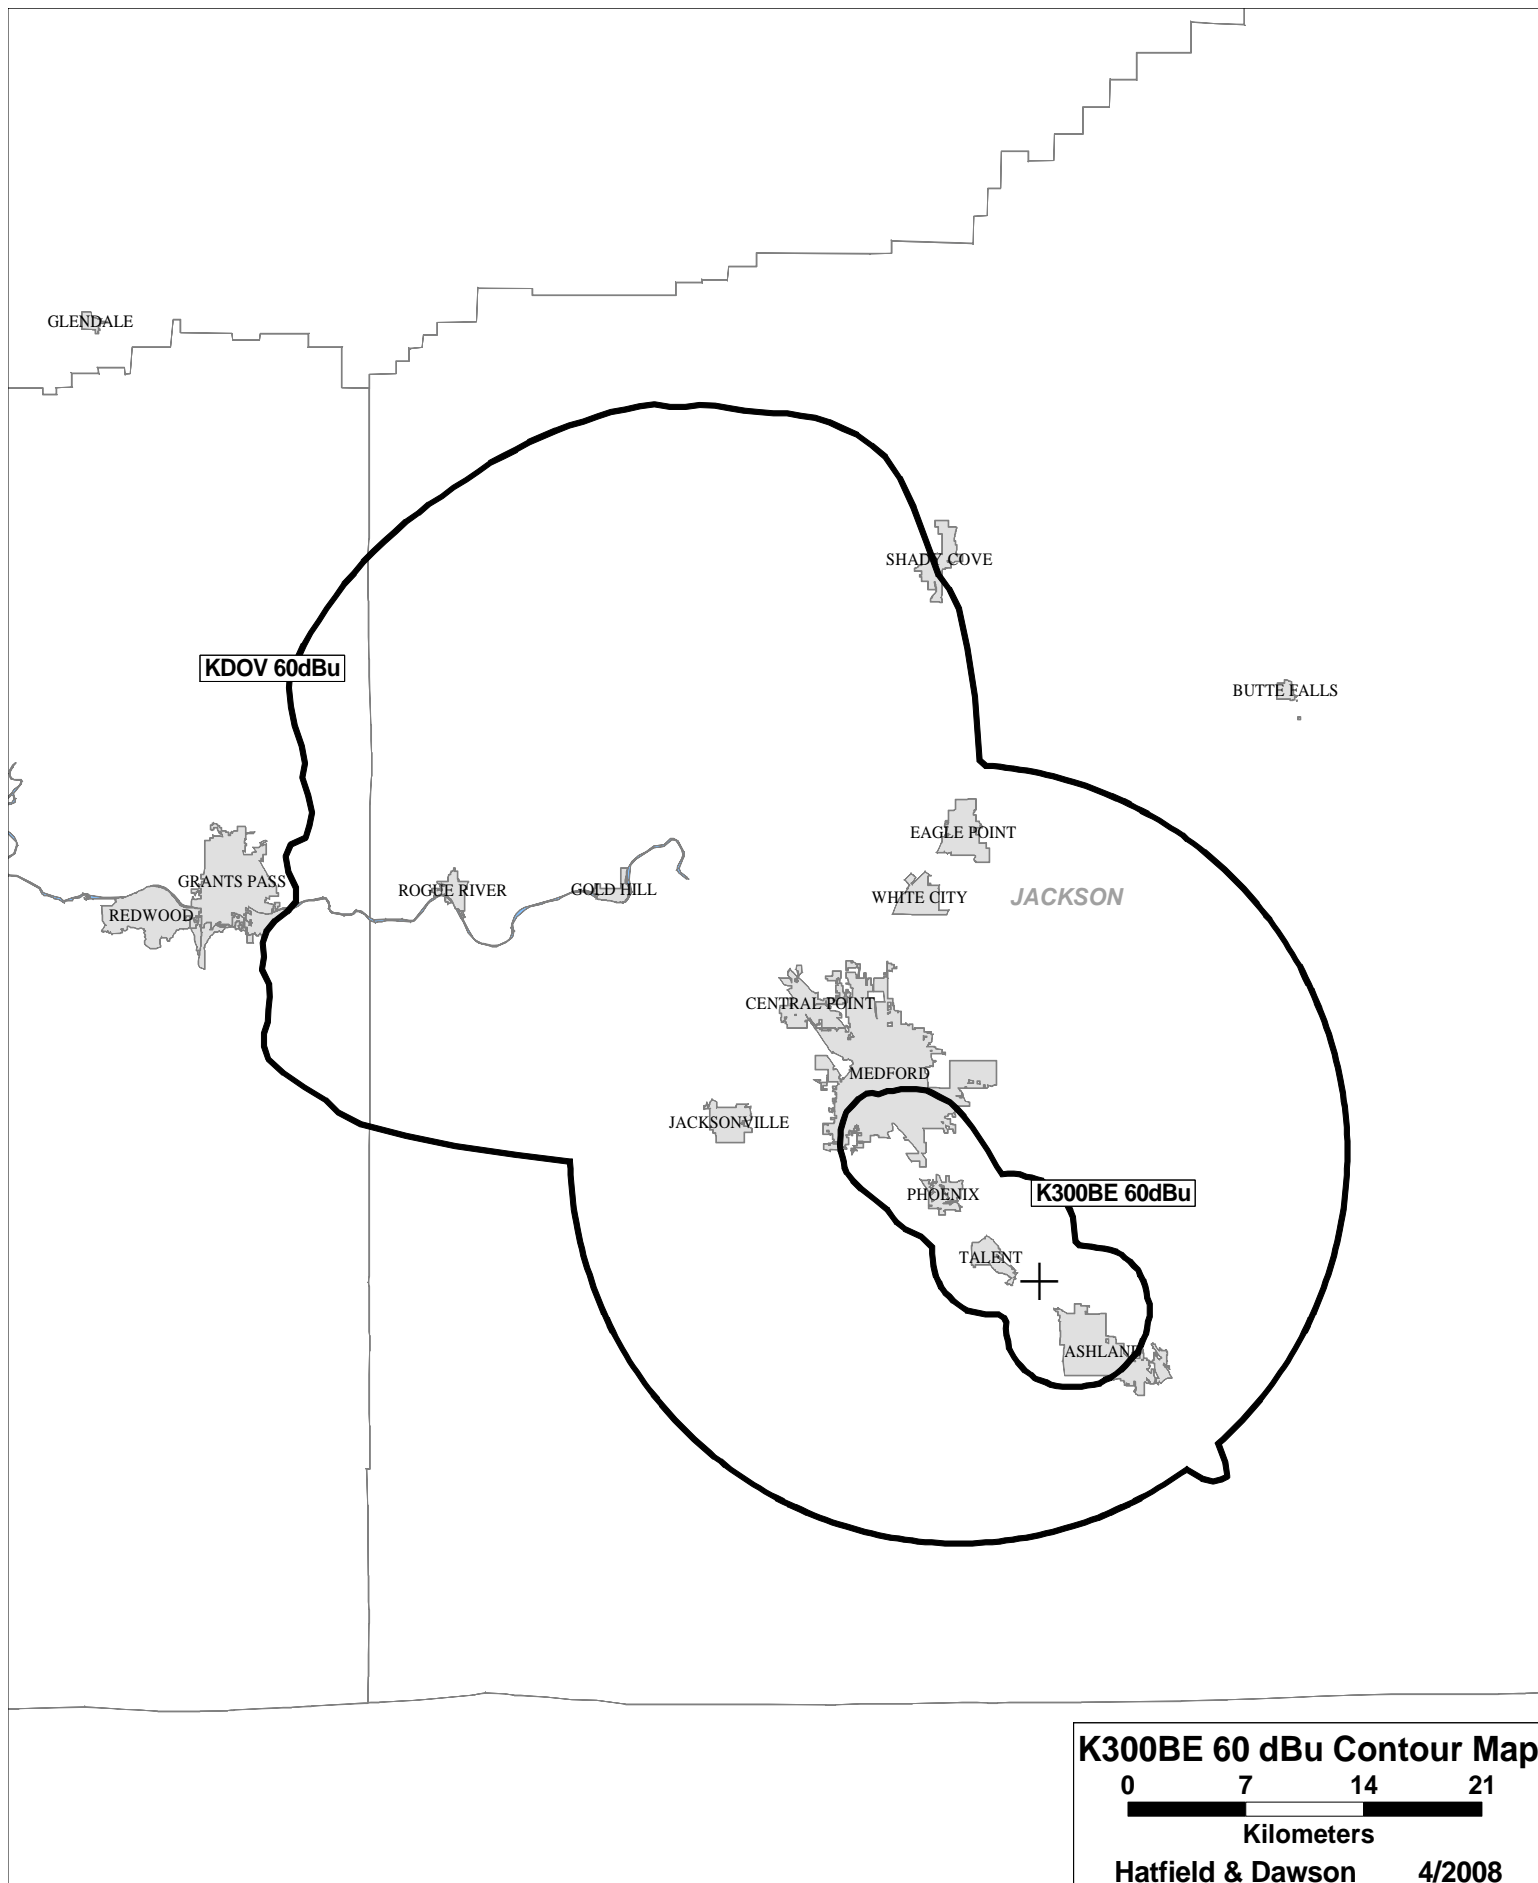 GLENDALE
SHADY COVE
KDOV 60dBu
BUTTE FALLS
EAGLE POINT
GRANTS PASS
ROGUE RIVER
GOLD HILL
WHITE CITY
JACKSON
REDWOOD
CENTRAL POINT
MEDFORD
JACKSONVILLE
PHOENIX
K300BE 60dBu
TALENT
ASHLAND
K300BE 60 dBu Contour Map
0 7 14 21
Kilometers
Hatfield & Dawson 4/2008